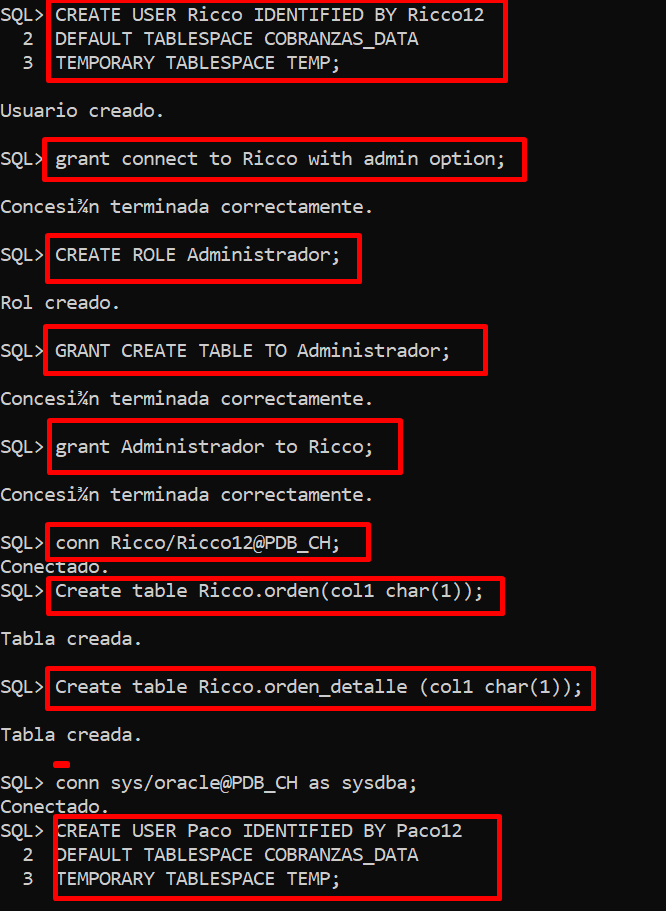 SQL> CREATE USER Ricco IDENTIFIED BY Ricco12
2 DEFAULT TABLESPACE COBRANZAS_DATA
3 TEMPORARY TABLESPACE TEMP;
Usuario creado.
SQL> grant connect to Ricco with admin option;
Concesi¾n terminada correctamente.
SQL> CREATE ROLE Administrador;
Rol creado.
SQL> GRANT CREATE TABLE TO Administrador;
Concesi¾n terminada correctamente.
SQL> grant Administrador to Ricco;
Concesi¾n terminada correctamente.
SQL> conn Ricco/Ricco12@PDB_CH;
Conectado.
SQL> Create table Ricco.orden(col1 char(1));
Tabla creada.
SQL> Create table Ricco.orden_detalle (col1 char(1));
Tabla creada.
SQL> conn sys/oracle@PDB_CH as sysdba;
Conectado.
SQL> CREATE USER Paco IDENTIFIED BY Paco12
2 DEFAULT TABLESPACE COBRANZAS_DATA
3 TEMPORARY TABLESPACE TEMP;